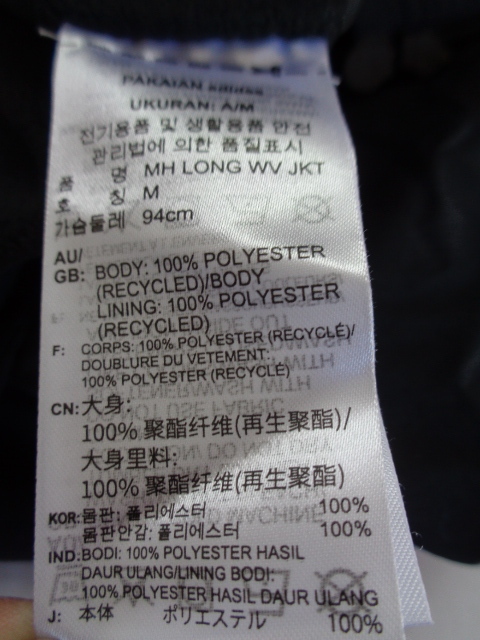 PAKAIAN adidas
UKURAN: A/M
전기용품 및 생활용품 안전
관리법에 의한 품질표시
품 명 MH LONG WV JKT
호 칭 M
가슴둘레 94cm
AU/
GB: BODY: 100% POLYESTER
(RECYCLED)/BODY
LINING: 100% POLYESTER
(RECYCLED)
F: CORPS: 100% POLYESTER (RECYCLÉ)/
DOUBLURE DU VETEMENT:
100% POLYESTER (RECYCLÉ)
CN: 大身:
100% 聚酯纤维(再生聚酯)/
大身里料:
100% 聚酯纤维(再生聚酯)
KOR: 몸판: 폴리에스터 100%
몸판안감: 폴리에스터 100%
IND: BODI: 100% POLYESTER HASIL
DAUR ULANG/LINING BODI:
100% POLYESTER HASIL DAUR ULANG
J: 本体 ポリエステル 100%